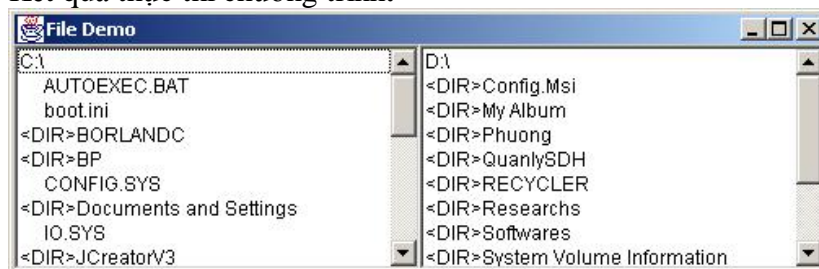 Kết quả thực thi chương trình:
File Demo
C:\
AUTOEXEC.BAT
boot.ini
<DIR>BORLANDC
<DIR>BP
CONFIG.SYS
<DIR>Documents and Settings
IO.SYS
<DIR>JCreatorV3
D:\
<DIR>Config.Msi
<DIR>My Album
<DIR>Phuong
<DIR>QuanlySDH
<DIR>RECYCLER
<DIR>Researchs
<DIR>Softwares
<DIR>System Volume Information